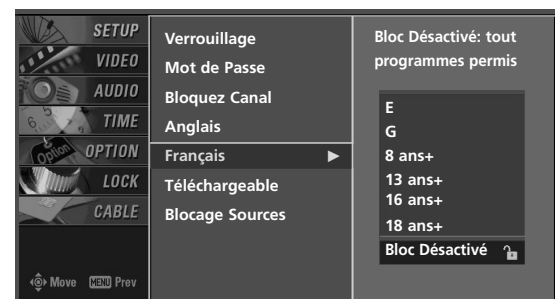 SETUP
VIDEO
AUDIO
TIME
Option
OPTION
LOCK
CABLE
Move MENU Prev
Verrouillage
Mot de Passe
Bloquez Canal
Anglais
Français
Téléchargeable
Blocage Sources
Bloc Désactivé: tout
programmes permis
E
G
8 ans+
13 ans+
16 ans+
18 ans+
Bloc Désactivé